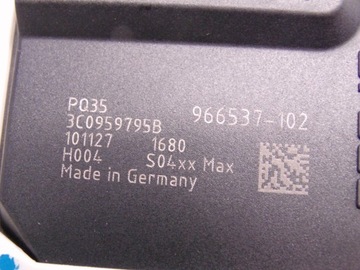 PQ35 966537-102
3C0959795B
101127 1680
H004 S04xx Max
Made in Germany